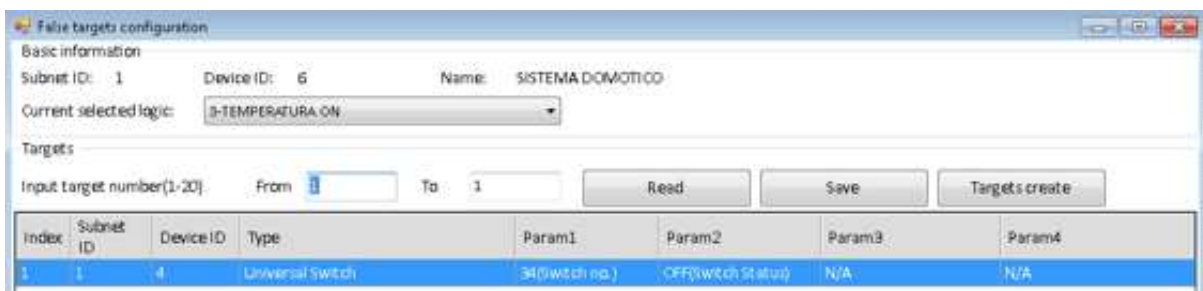 False targets configuration
Basic information
Subnet ID: 1 Device ID: 6 Name: SISTEMA DOMOTICO
Current selected logic: 3-TEMPERATURA ON
Targets
Input target number(1-20) From 1 To 1 Read Save Targets create
Index Subnet ID Device ID Type Param1 Param2 Param3 Param4
1 1 4 Universal Switch 34(Switch no.) OFF(Switch Status) N/A N/A